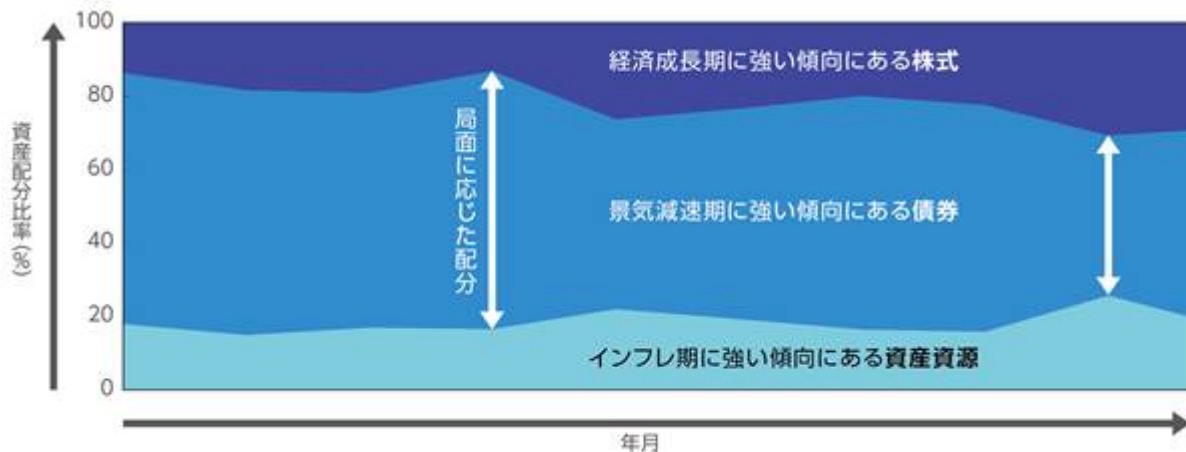 資産配分比率(%)
100
80
60
40
20
0
経済成長期に強い傾向にある株式
局面に応じた配分
景気減速期に強い傾向にある債券
インフレ期に強い傾向にある資産資源
年月